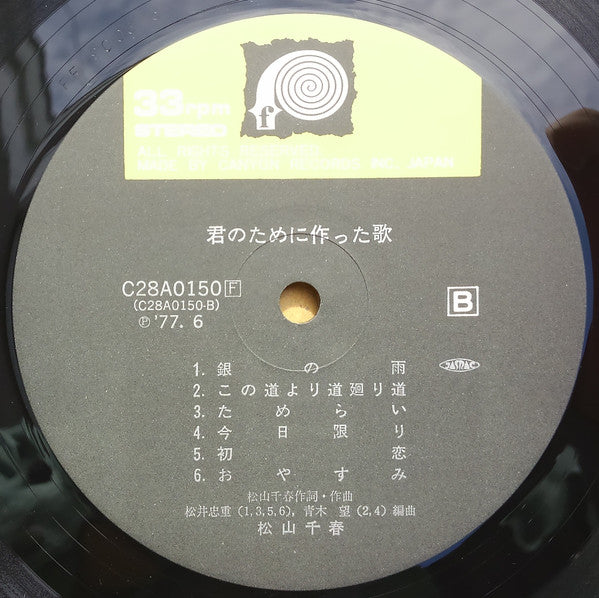 f
33rpm
STEREO
ALL RIGHTS RESERVED
MADE BY CANYON RECORDS INC. JAPAN
君のために作った歌
C28A0150 F
(C28A0150-B)
Ⓟ '77. 6
B
JASRAC
1. 銀の雨
2. この道より道廻り道
3. ためらい
4. 今日限り
5. 初恋
6. おやすみ
松山千春作詞・作曲
松井忠重 (1,3,5,6), 青木 望 (2,4) 編曲
松山千春